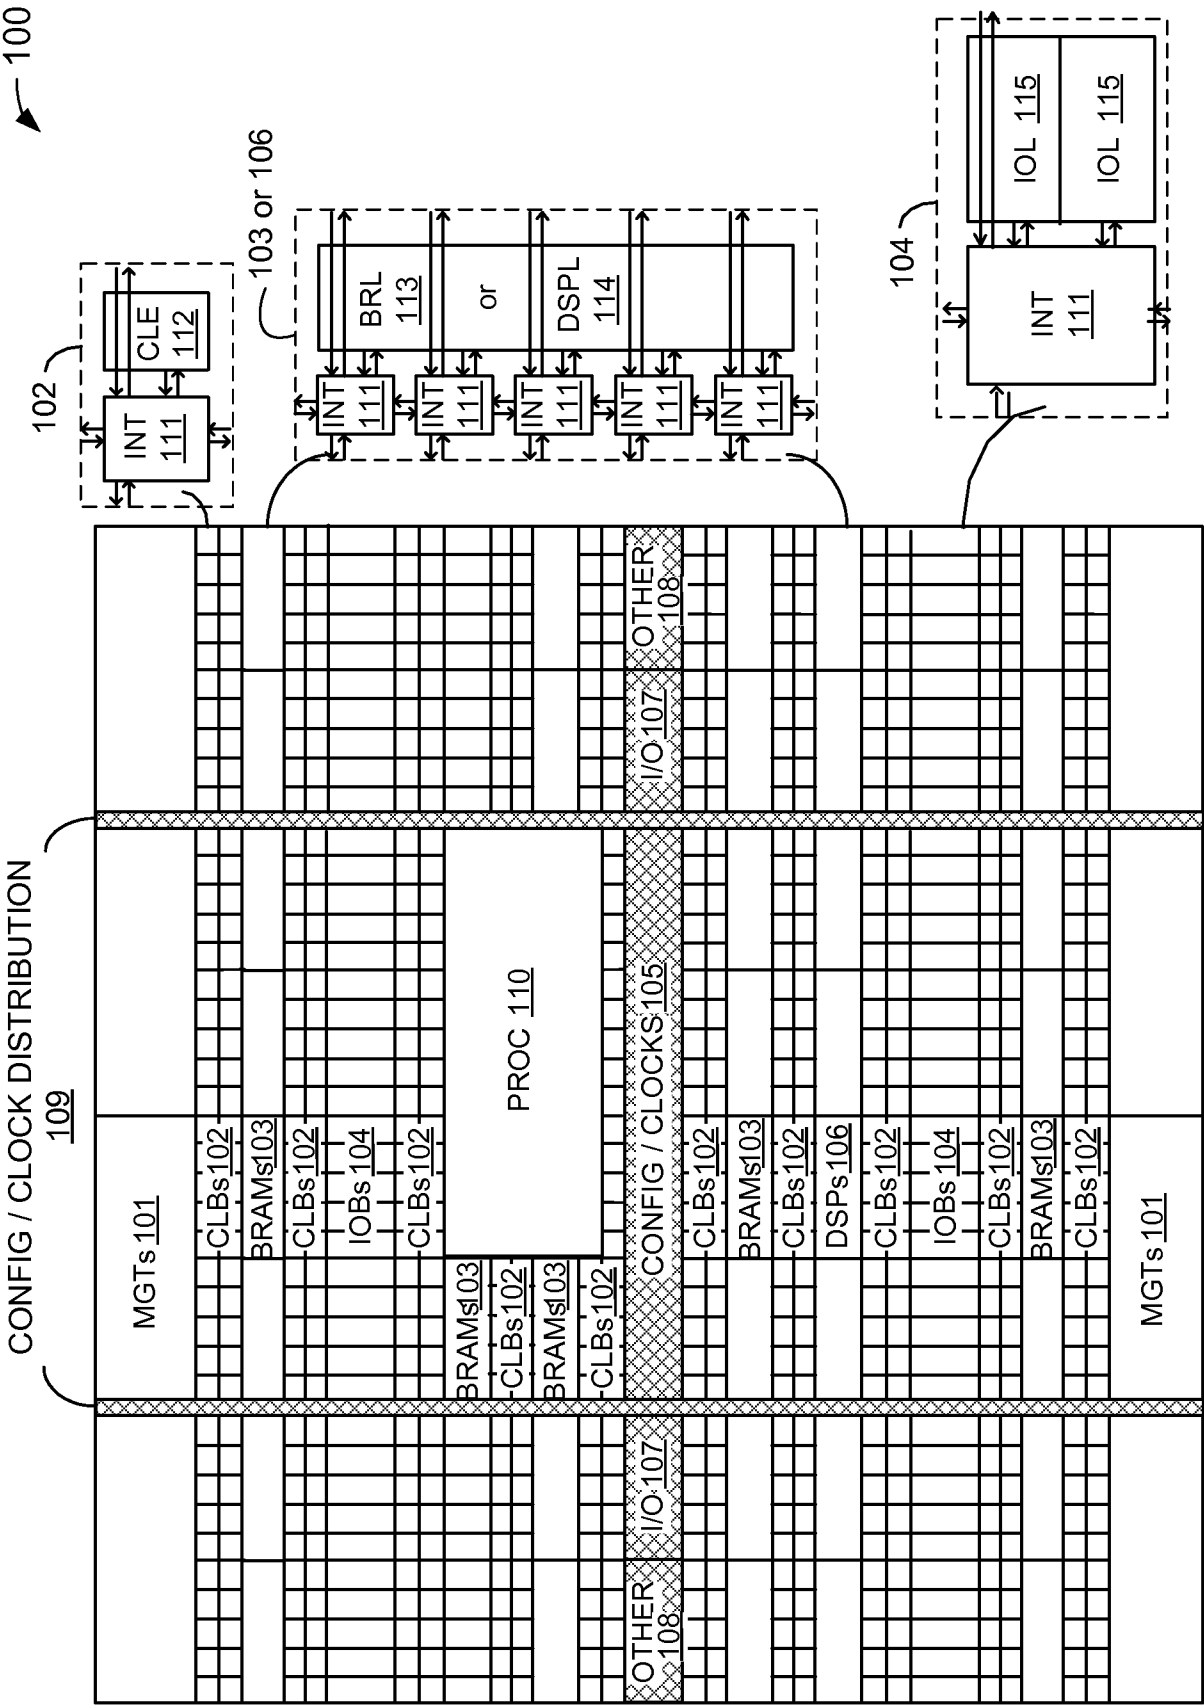 100
CONFIG / CLOCK DISTRIBUTION
109
MGTs 101
CLBs 102
BRAMs 103
CLBs 102
IOBs 104
CLBs 102
BRAMs 103
CLBs 102
BRAMs 103
CLBs 102
PROC 110
OTHER 108
I/O 107
CONFIG / CLOCKS 105
I/O 107
OTHER 108
CLBs 102
BRAMs 103
CLBs 102
DSPs 106
CLBs 102
IOBs 104
CLBs 102
BRAMs 103
CLBs 102
MGTs 101
102
INT
111
CLE
112
103 or 106
INT
111
INT
111
INT
111
INT
111
INT
111
BRL
113
or
DSPL
114
104
INT
111
IOL 115
IOL 115